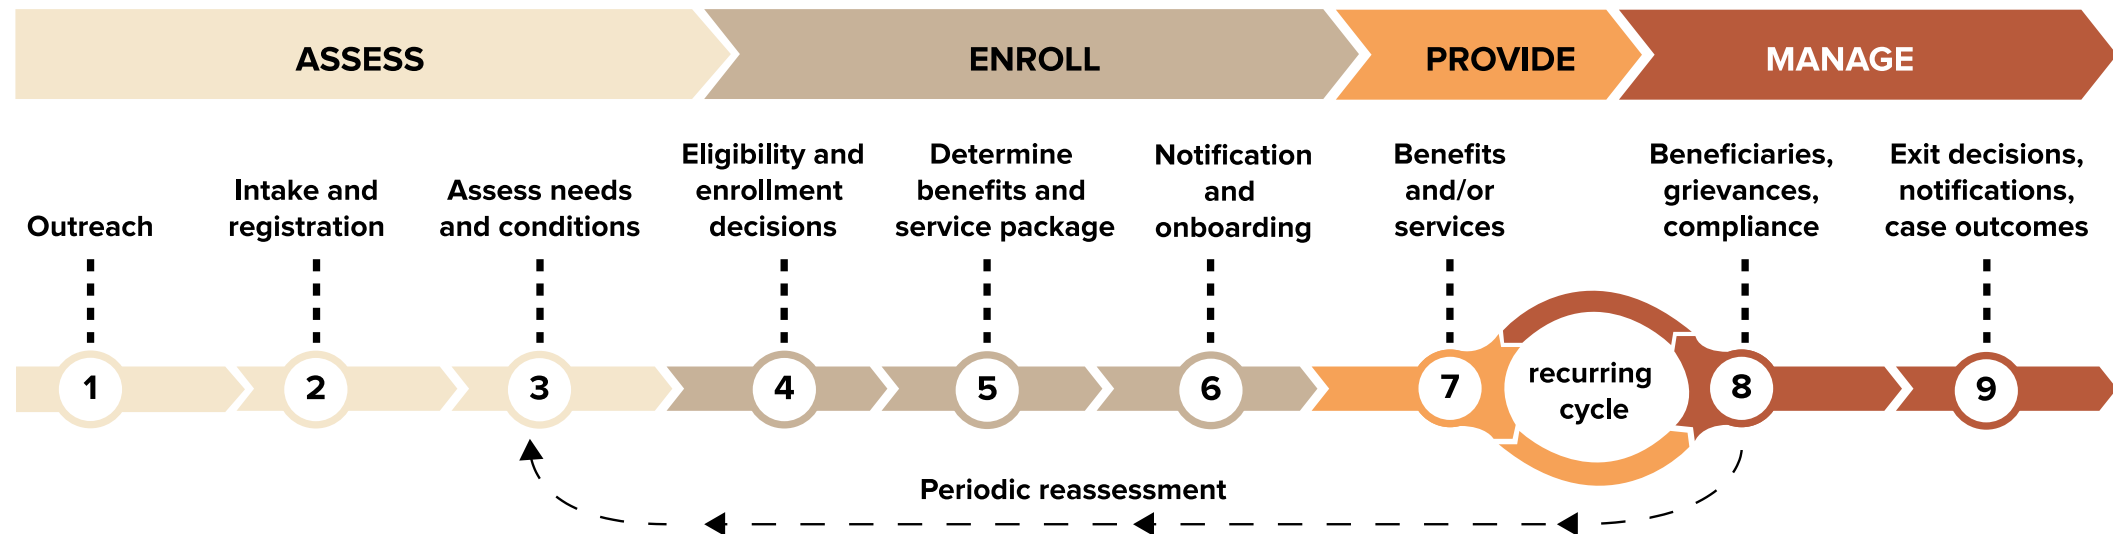 ASSESS
ENROLL
PROVIDE
MANAGE
Outreach
Intake and
registration
Assess needs
and conditions
Eligibility and
enrollment
decisions
Determine
benefits and
service package
Notification
and
onboarding
Benefits
and/or
services
Beneficiaries,
grievances,
compliance
Exit decisions,
notifications,
case outcomes
1
2
3
4
5
6
7
recurring
cycle
8
9
Periodic reassessment